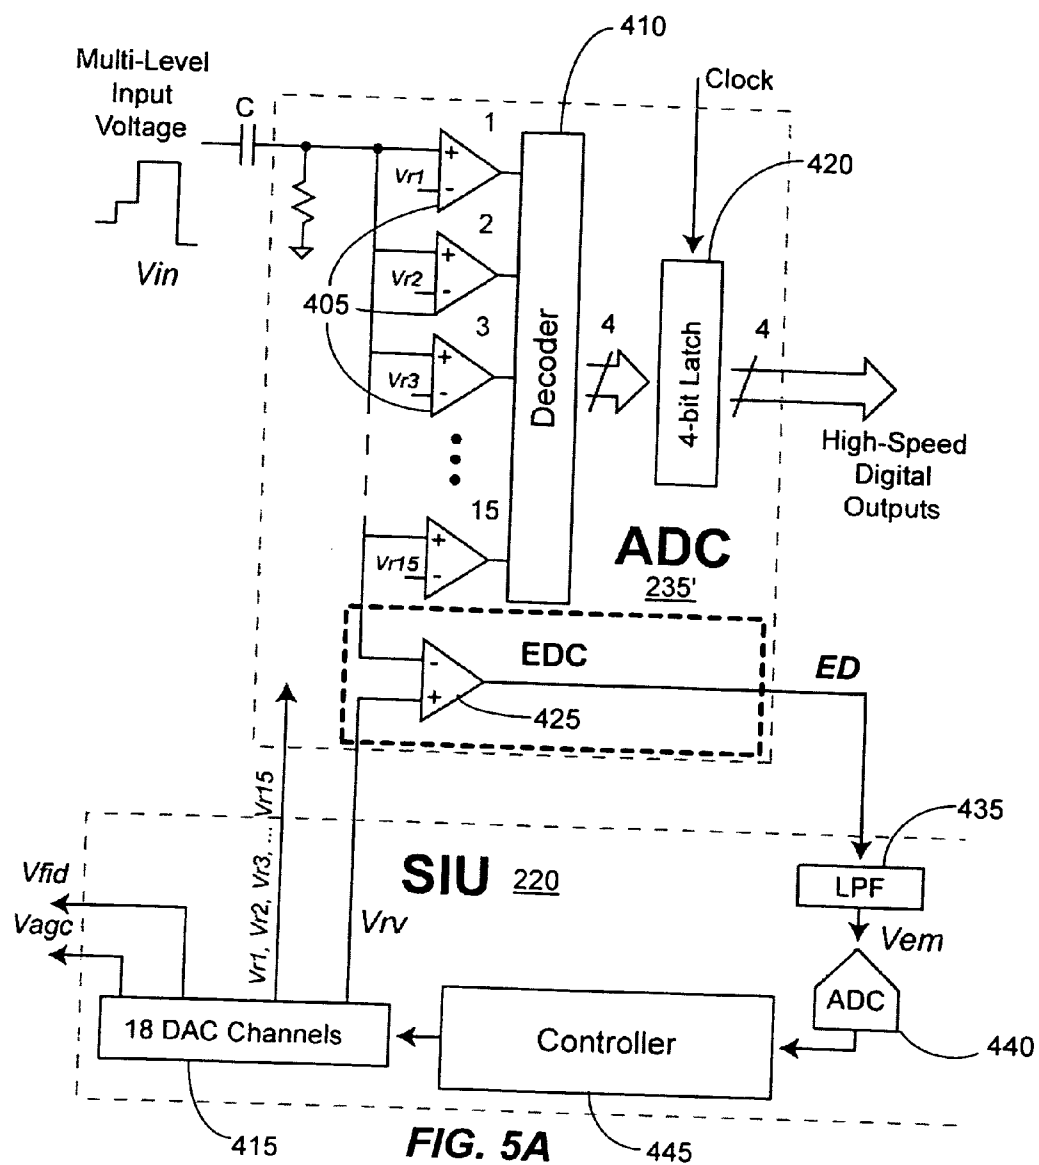 410
Multi-Level
Input
Voltage
C
Clock
1
+
Vr1
-
420
2
+
Vr2
-
Vin
405
3
+
Vr3
-
Decoder
4
4-bit Latch
4
High-Speed
Digital
Outputs
15
+
Vr15
-
ADC
235'
EDC
ED
-
+
425
435
Vr1, Vr2, Vr3, ... Vr15
SIU 220
LPF
Vfid
Vagc
Vrv
Vem
ADC
18 DAC Channels
Controller
440
415
445
FIG. 5A